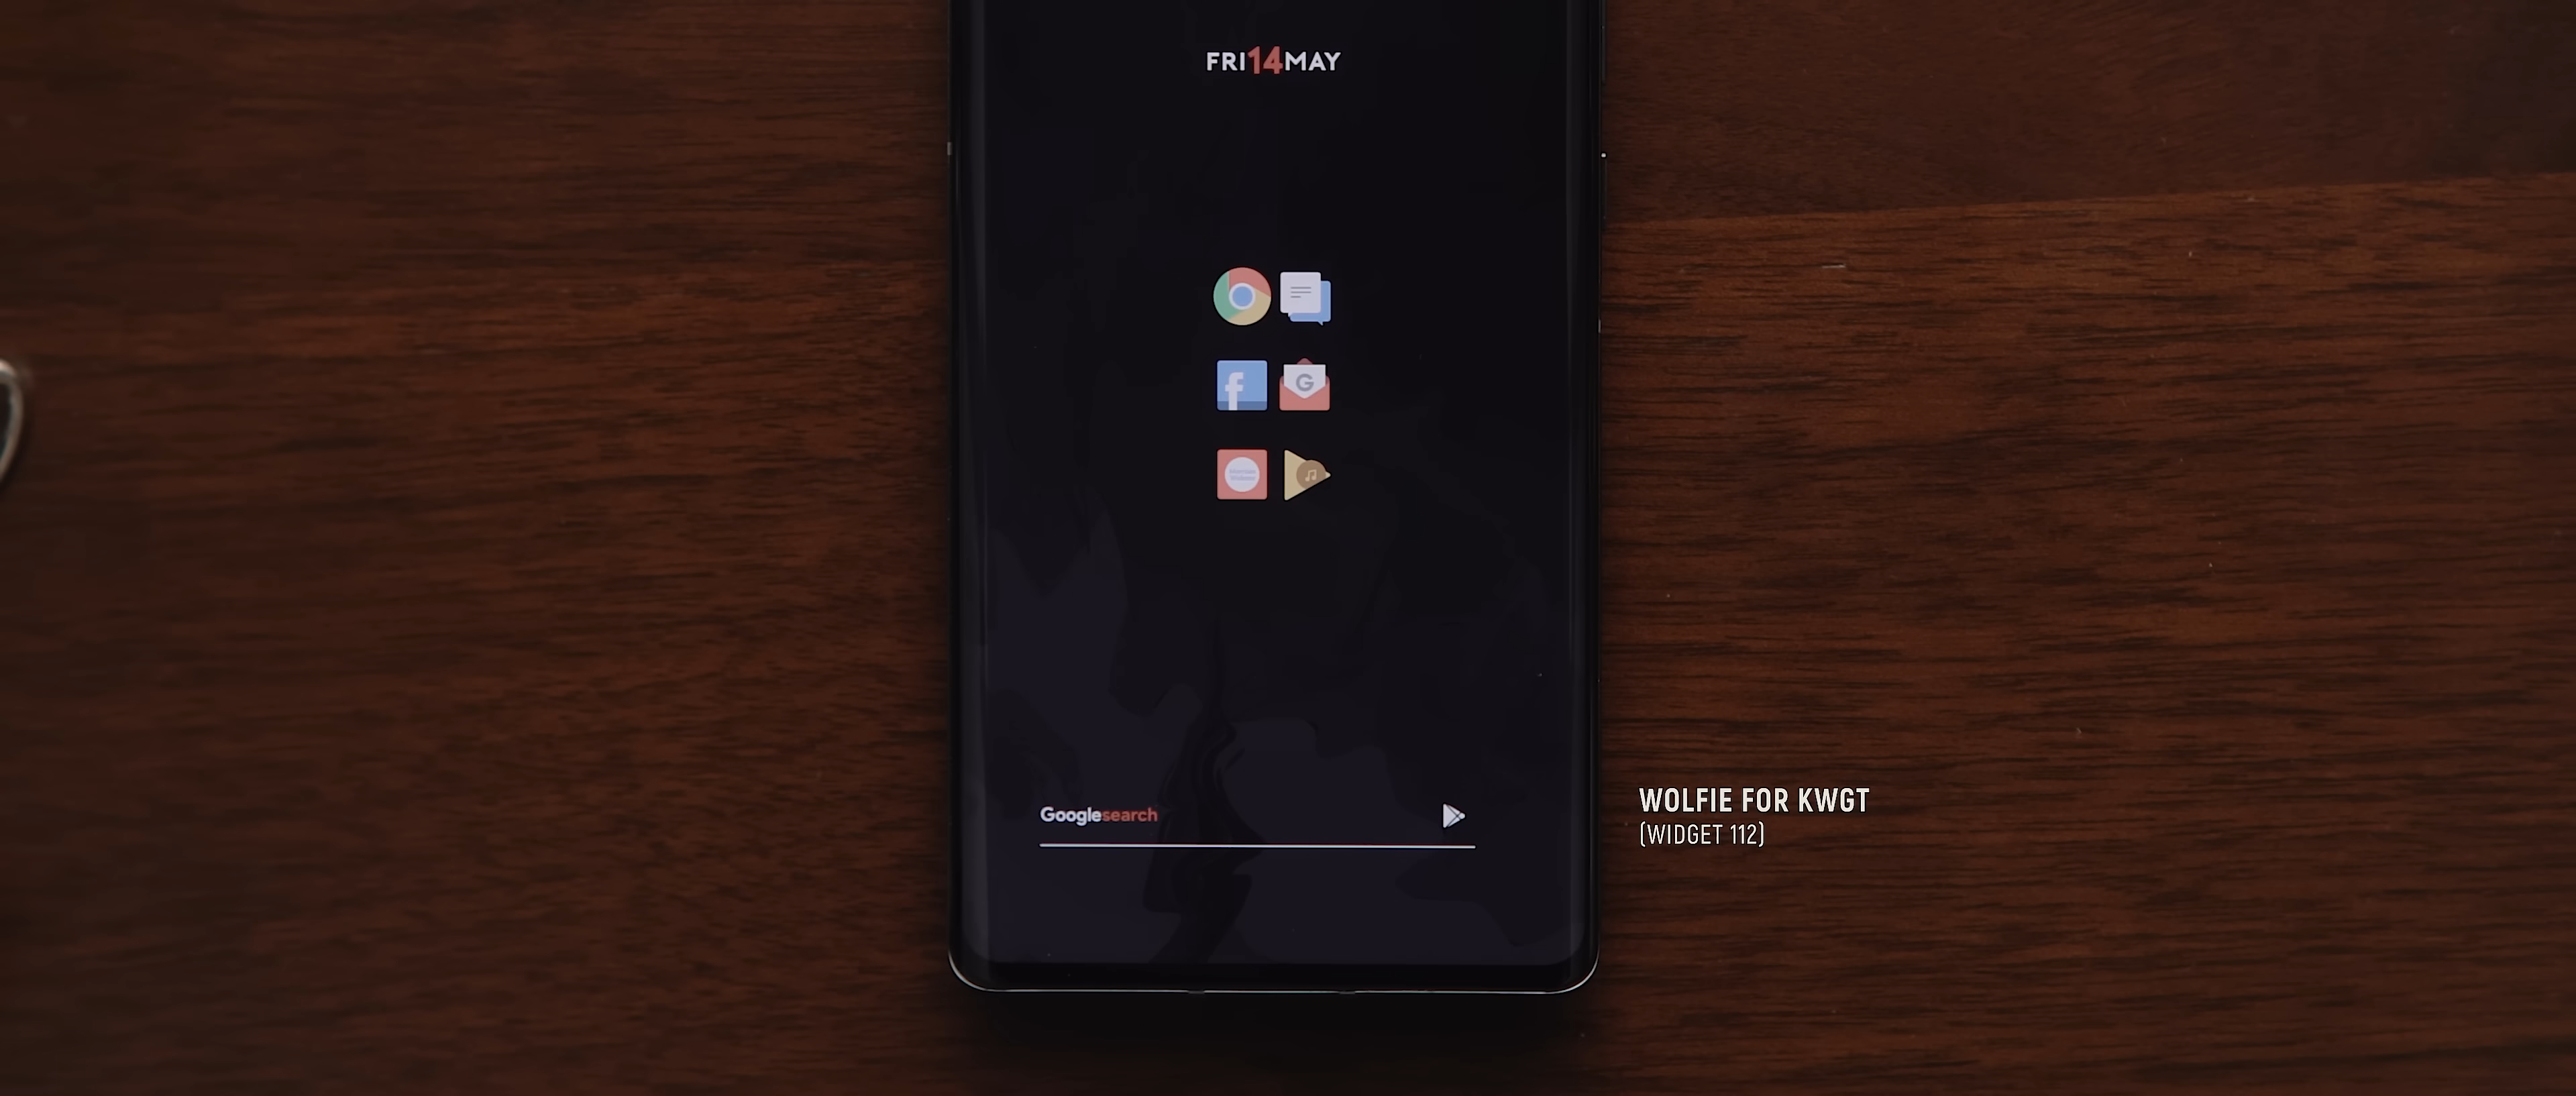 FRI14MAY
G
Googlesearch
WOLFIE FOR KWGT
(WIDGET 112)